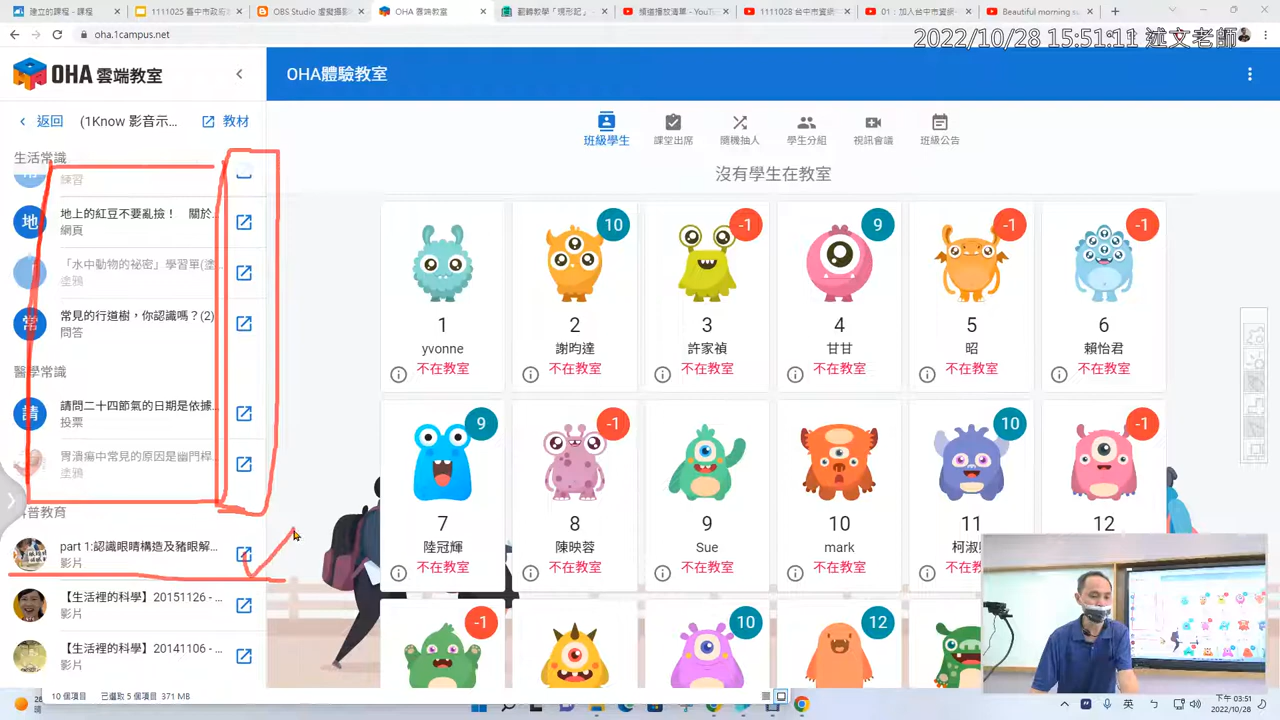 建立的 - 課程
1111025 嘉中市政府
OBS Studio 虛擬攝影
OHA 雲端教室
翻轉教學「烷形記」
頻道播放清單 - YouT
1111028 台中市資網
01 : 加入台中市資網
Beautiful morning s
oha.1campus.net
2022/10/28 15:51:11 述文老師
OHA 雲端教室
OHA體驗教室
返回 (1Know 影音示... 教材
班級學生 課堂出席 隨機抽人 學生分組 視訊會議 班級公告
生活常識
練習
沒有學生在教室
地
地上的紅豆不要亂撿！ 關於...
網頁
「水中動物的祕密」學習單(塗...
塗鴉
常
常見的行道樹，你認識嗎？(2)
問答
醫學常識
請
請問二十四節氣的日期是依據...
投票
胃潰瘍中常見的原因是幽門桿...
塗鴉
科普教育
part 1:認識眼睛構造及豬眼解...
影片
【生活裡的科學】20151126 - ...
影片
【生活裡的科學】20141106 - ...
影片
10 -1 9 -1 -1
1 2 3 4 5 6
yvonne 謝昀達 許家禎 甘甘 昭 賴怡君
不在教室 不在教室 不在教室 不在教室 不在教室 不在教室
9 -1 10 -1
7 8 9 10 11 12
陸冠輝 陳映蓉 Sue mark 柯淑
不在教室 不在教室 不在教室 不在教室
-1 10 12
10 個項目 已選取 5 個項目 371 MB
英
下午 03:51
2022/10/28